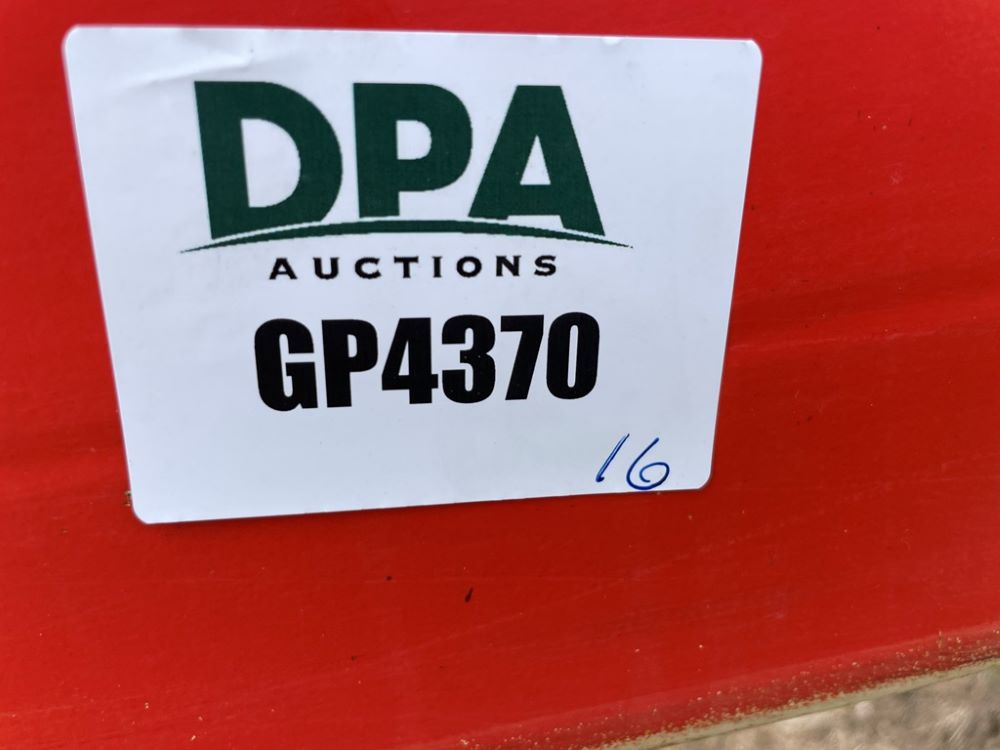 DPA
AUCTIONS
GP4370
16